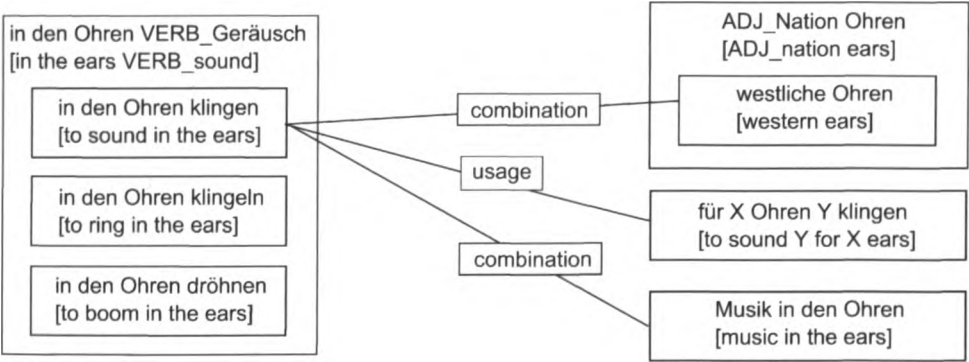 in den Ohren VERB_Geräusch
[in the ears VERB_sound]
in den Ohren klingen
[to sound in the ears]
in den Ohren klingeln
[to ring in the ears]
in den Ohren dröhnen
[to boom in the ears]
combination
usage
combination
ADJ_Nation Ohren
[ADJ_nation ears]
westliche Ohren
[western ears]
für X Ohren Y klingen
[to sound Y for X ears]
Musik in den Ohren
[music in the ears]